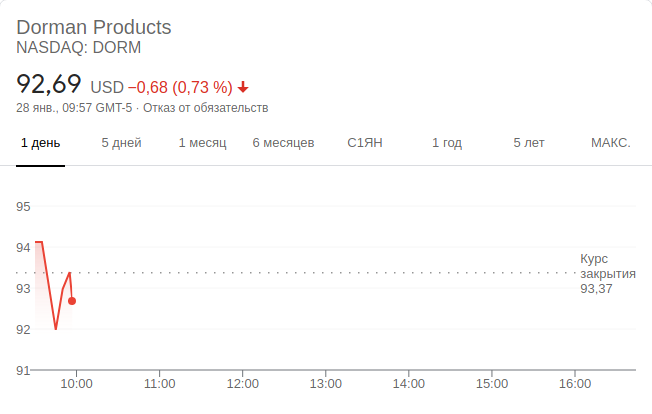 Dorman Products
NASDAQ: DORM
92,69 USD −0,68 (0,73 %)
28 янв., 09:57 GMT-5 · Отказ от обязательств
1 день 5 дней 1 месяц 6 месяцев С1ЯН 1 год 5 лет МАКС.
95
94
Курс
закрытия
93,37
93
92
91
10:00 11:00 12:00 13:00 14:00 15:00 16:00